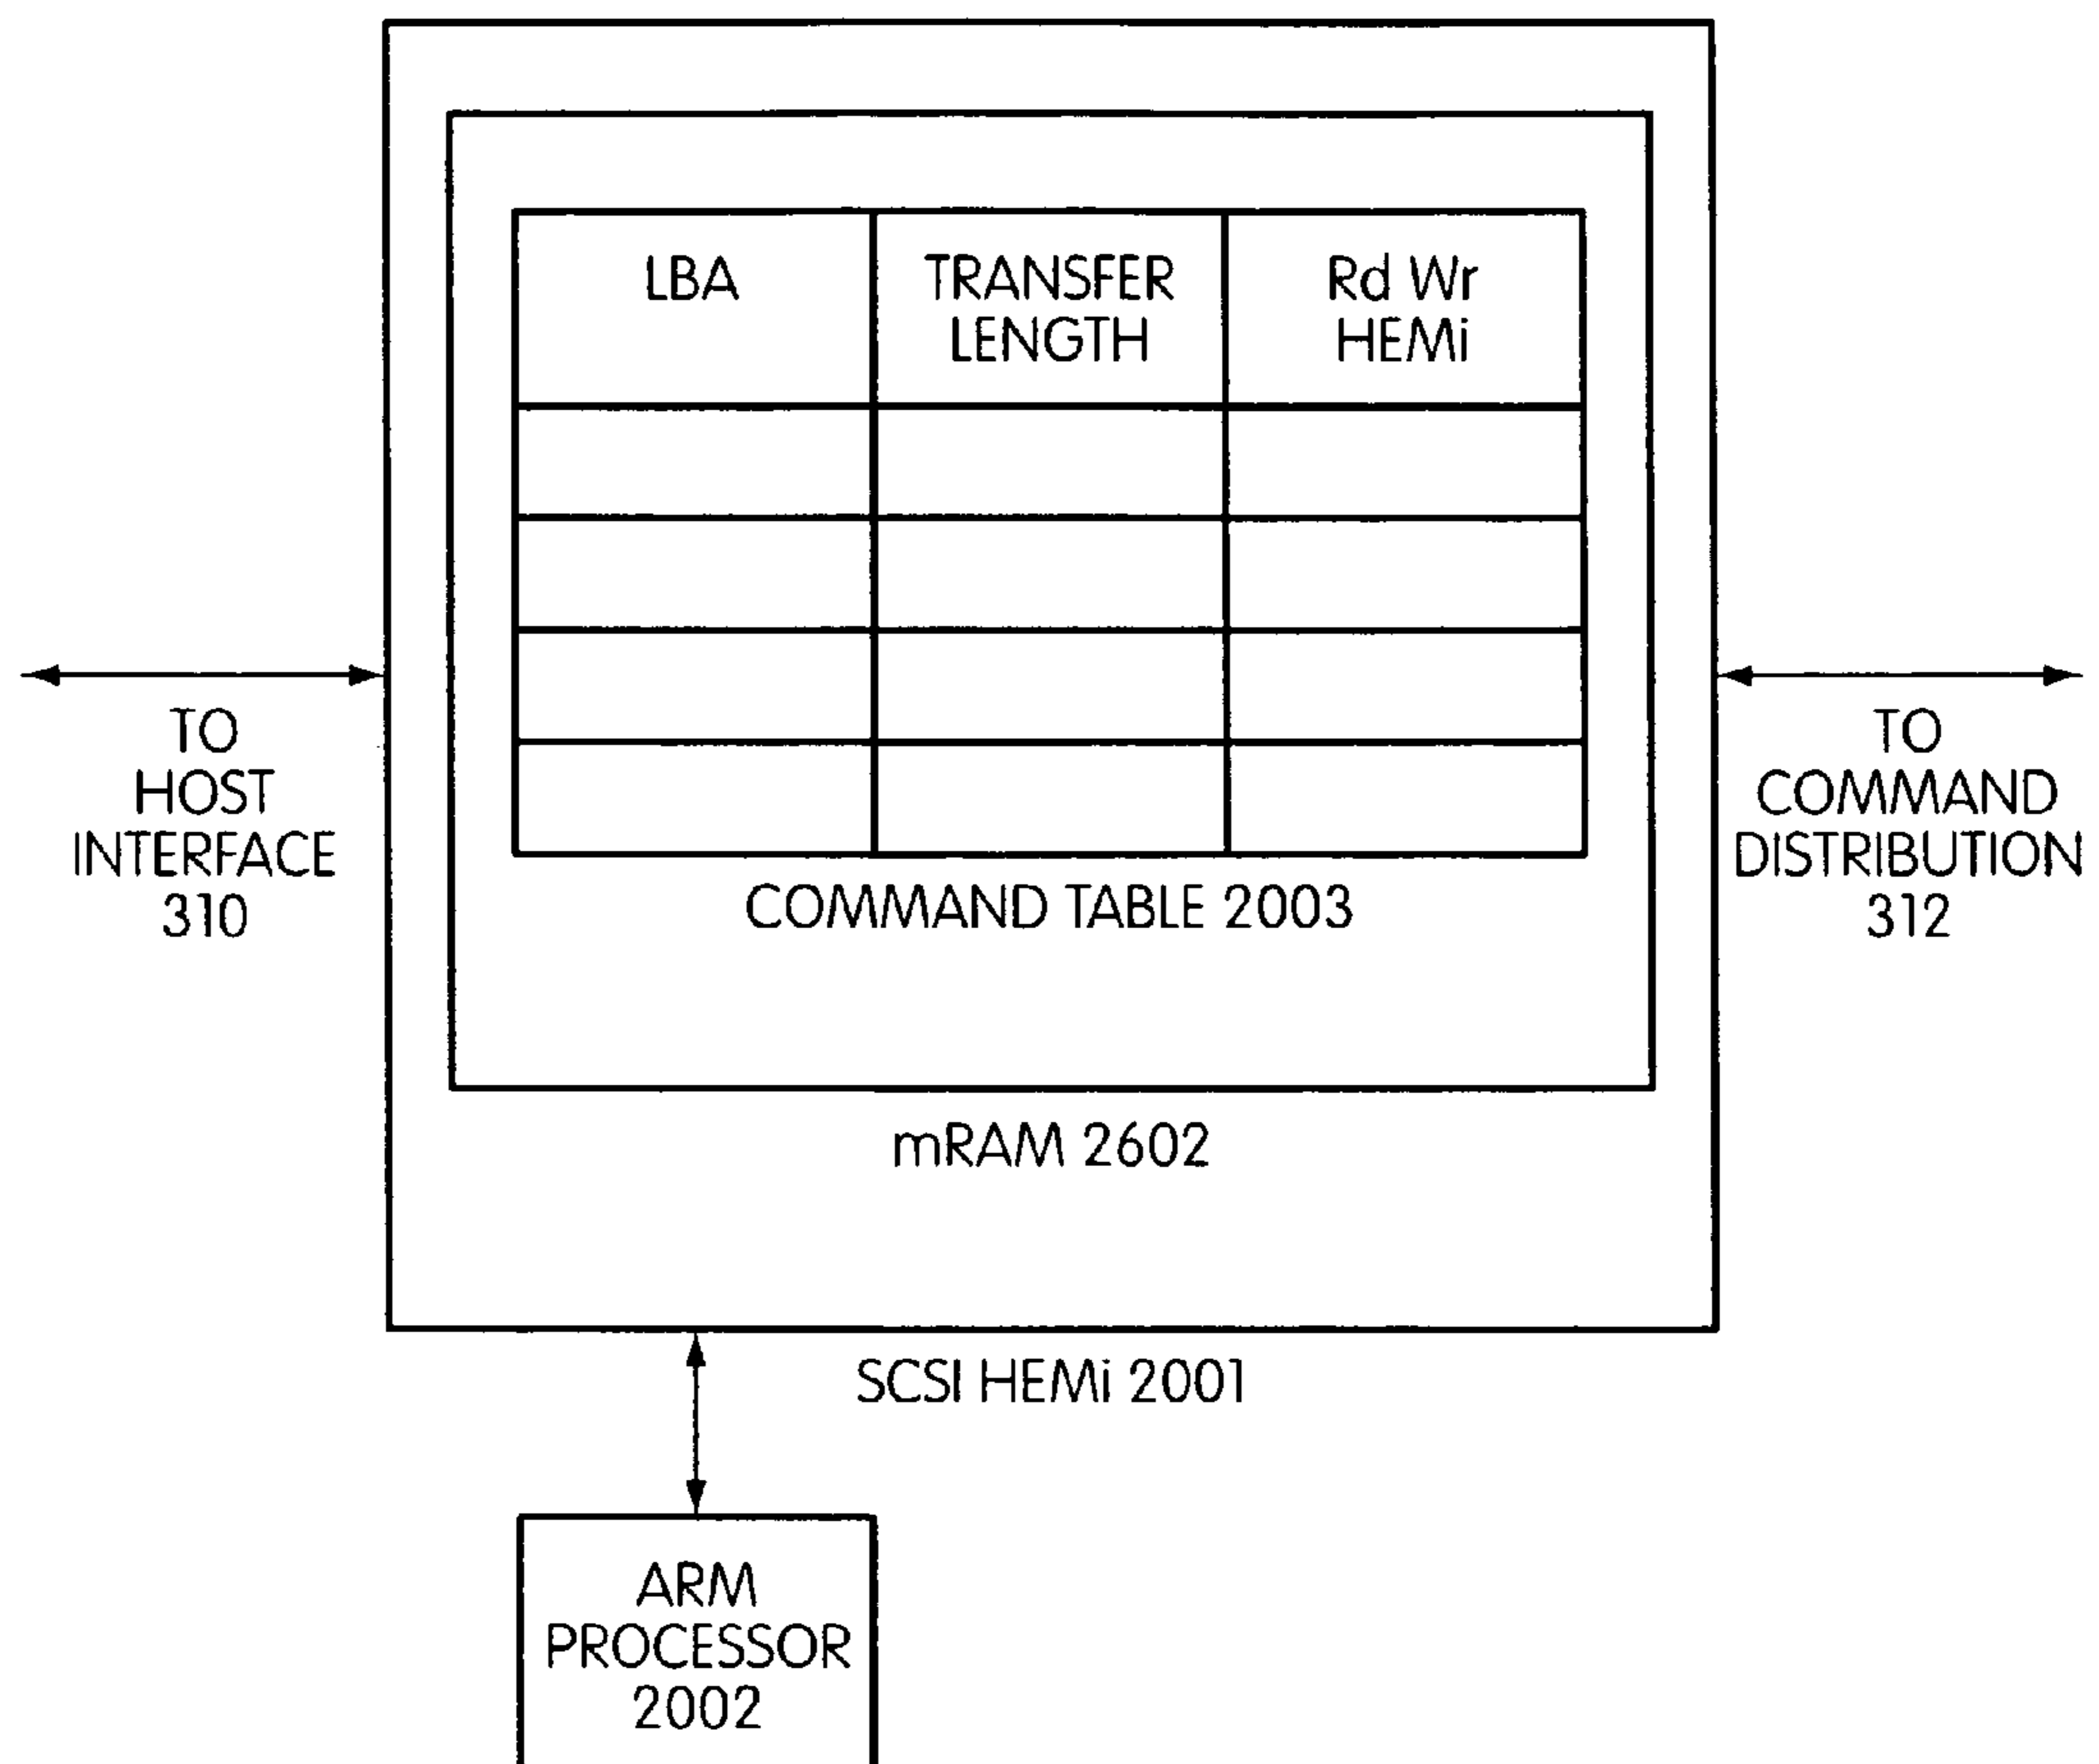 LBA
TRANSFER
LENGTH
Rd Wr
HEMi
TO
HOST
INTERFACE
310
TO
COMMAND
DISTRIBUTION
312
COMMAND TABLE 2003
mRAM 2602
SCSI HEMi 2001
ARM
PROCESSOR
2002